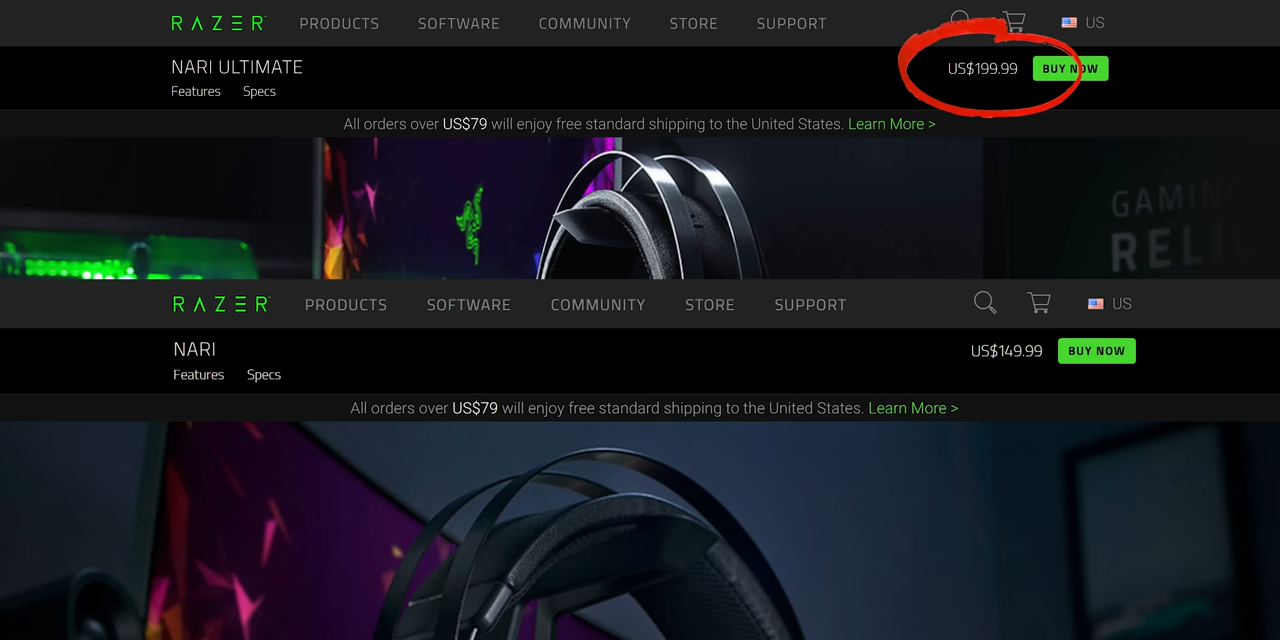 RAZER PRODUCTS SOFTWARE COMMUNITY STORE SUPPORT US
NARI ULTIMATE US$199.99 BUY NOW
Features Specs
All orders over US$79 will enjoy free standard shipping to the United States. Learn More >
RAZER PRODUCTS SOFTWARE COMMUNITY STORE SUPPORT US
NARI US$149.99 BUY NOW
Features Specs
All orders over US$79 will enjoy free standard shipping to the United States. Learn More >